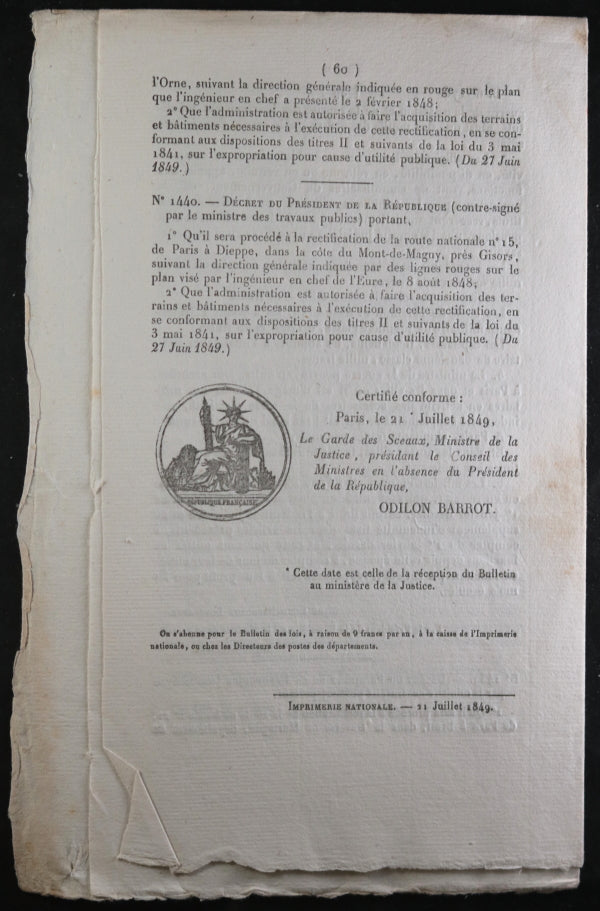 ( 60 )
l'Orne, suivant la direction générale indiquée en rouge sur le plan
que l'ingénieur en chef a présenté le 2 février 1848;
2° Que l'administration est autorisée à faire l'acquisition des terrains
et bâtiments nécessaires à l'exécution de cette rectification, en se con-
formant aux dispositions des titres II et suivants de la loi du 3 mai
1841, sur l'expropriation pour cause d'utilité publique. (Du 27 Juin
1849.)
N° 1440. — DÉCRET DU PRÉSIDENT DE LA RÉPUBLIQUE (contre-signé
par le ministre des travaux publics) portant,
1° Qu'il sera procédé à la rectification de la route nationale n° 15,
de Paris à Dieppe, dans la côte du Mont-de-Magny, près Gisors,
suivant la direction générale indiquée par des lignes rouges sur le
plan visé par l'ingénieur en chef de l'Eure, le 8 août 1848;
2° Que l'administration est autorisée à faire l'acquisition des ter-
rains et bâtiments nécessaires à l'exécution de cette rectification, en
se conformant aux dispositions des titres II et suivants de la loi du
3 mai 1841, sur l'expropriation pour cause d'utilité publique. (Du
27 Juin 1849.)
RÉPUBLIQUE FRANÇAISE
Certifié conforme :
Paris, le 21 * Juillet 1849,
Le Garde des Sceaux, Ministre de la
Justice, présidant le Conseil des
Ministres en l'absence du Président
de la République,
ODILON BARROT.
* Cette date est celle de la réception du Bulletin
au ministère de la Justice.
On s'abonne pour le Bulletin des lois, à raison de 9 francs par an, à la caisse de l'Imprimerie
nationale, ou chez les Directeurs des postes des départements.
IMPRIMERIE NATIONALE. — 21 Juillet 1849.